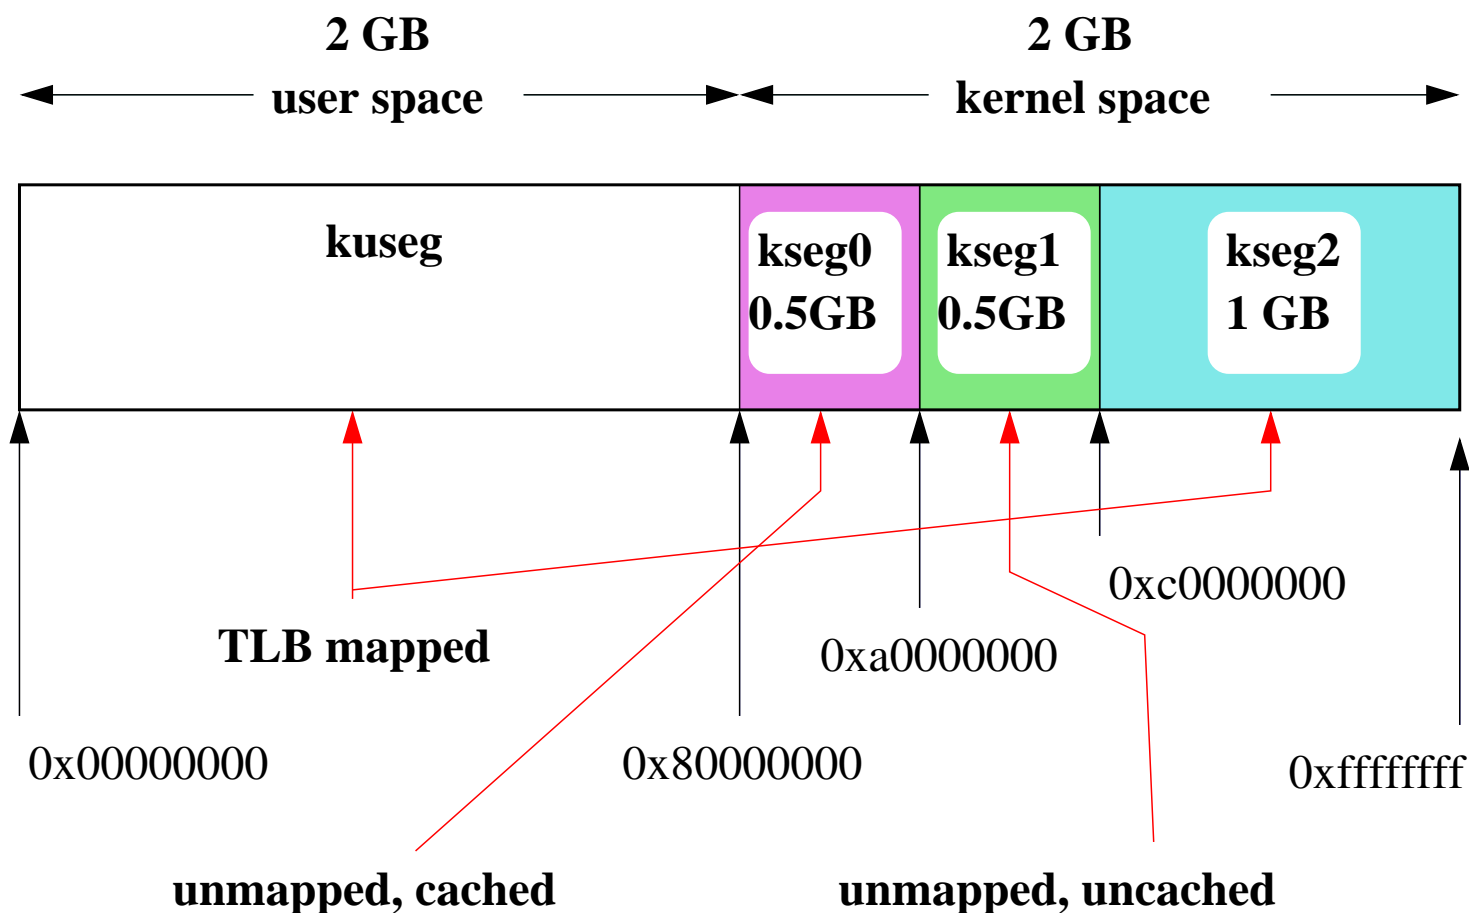 2 GB
user space
2 GB
kernel space
kuseg
kseg0
0.5GB
kseg1
0.5GB
kseg2
1 GB
0xc0000000
TLB mapped
0xa0000000
0x00000000
0x80000000
0xffffffff
unmapped, cached
unmapped, uncached